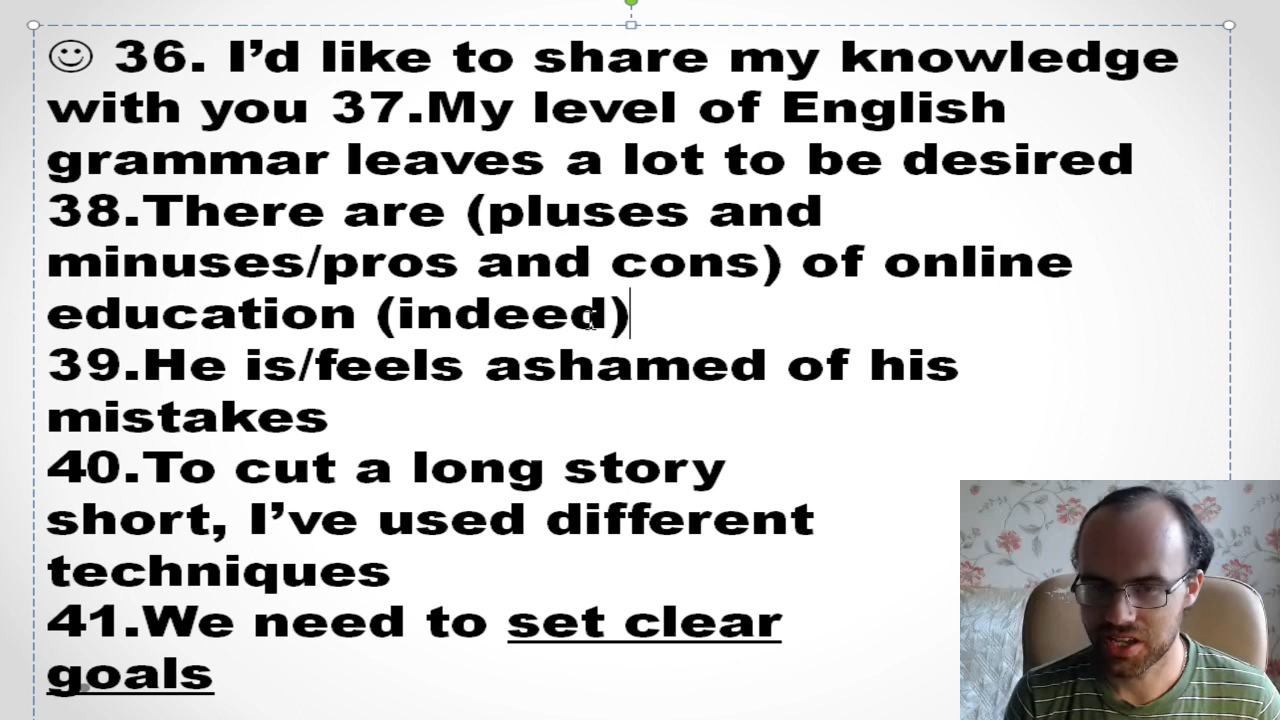 ☺ 36. I’d like to share my knowledge
with you 37.My level of English
grammar leaves a lot to be desired
38.There are (pluses and
minuses/pros and cons) of online
education (indeed)
39.He is/feels ashamed of his
mistakes
40.To cut a long story
short, I’ve used different
techniques
41.We need to set clear
goals